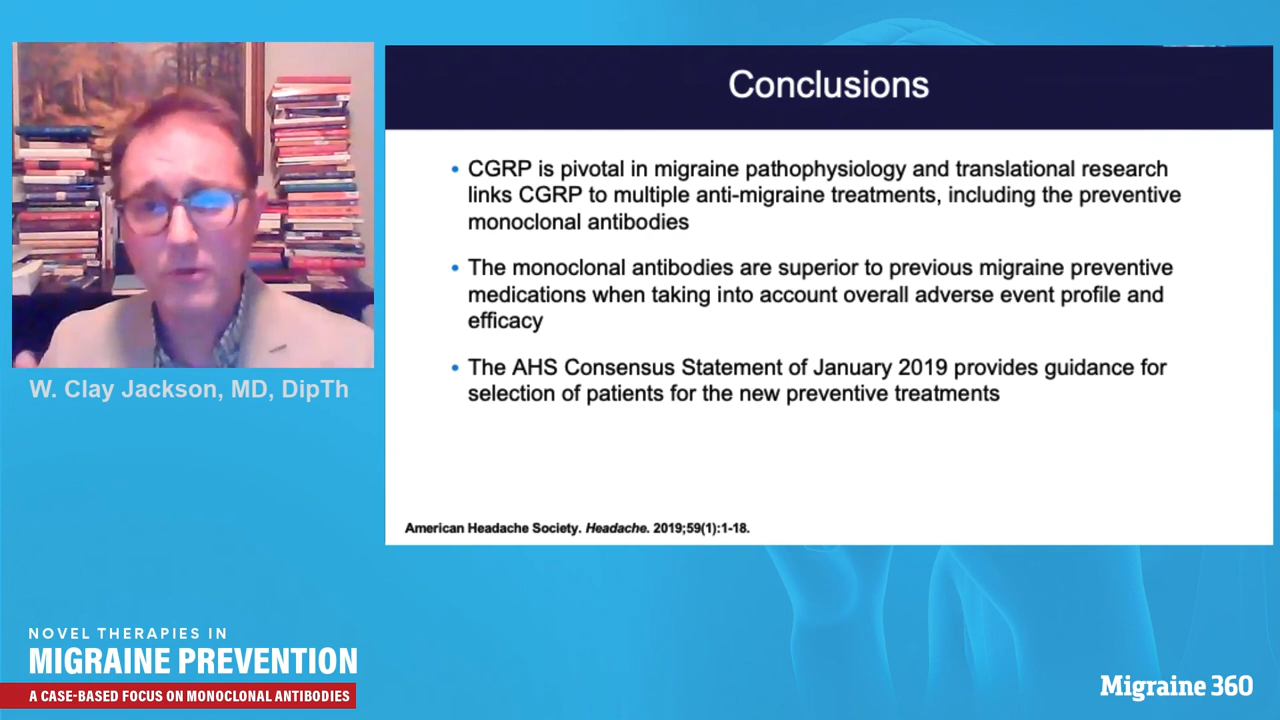 Conclusions
• CGRP is pivotal in migraine pathophysiology and translational research
links CGRP to multiple anti-migraine treatments, including the preventive
monoclonal antibodies
• The monoclonal antibodies are superior to previous migraine preventive
medications when taking into account overall adverse event profile and
efficacy
• The AHS Consensus Statement of January 2019 provides guidance for
selection of patients for the new preventive treatments
American Headache Society. Headache. 2019;59(1):1-18.
W. Clay Jackson, MD, DipTh
NOVEL THERAPIES IN
MIGRAINE PREVENTION
A CASE-BASED FOCUS ON MONOCLONAL ANTIBODIES
Migraine 360